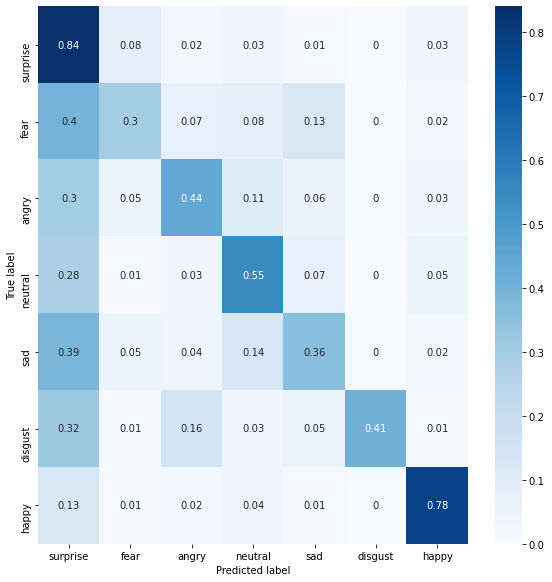 surprise 0.84 0.08 0.02 0.03 0.01 0 0.03
fear 0.4 0.3 0.07 0.08 0.13 0 0.02
angry 0.3 0.05 0.44 0.11 0.06 0 0.03
neutral 0.28 0.01 0.03 0.55 0.07 0 0.05
sad 0.39 0.05 0.04 0.14 0.36 0 0.02
disgust 0.32 0.01 0.16 0.03 0.05 0.41 0.01
happy 0.13 0.01 0.02 0.04 0.01 0 0.78
True label
surprise fear angry neutral sad disgust happy
Predicted label
0.8
0.7
0.6
0.5
0.4
0.3
0.2
0.1
0.0